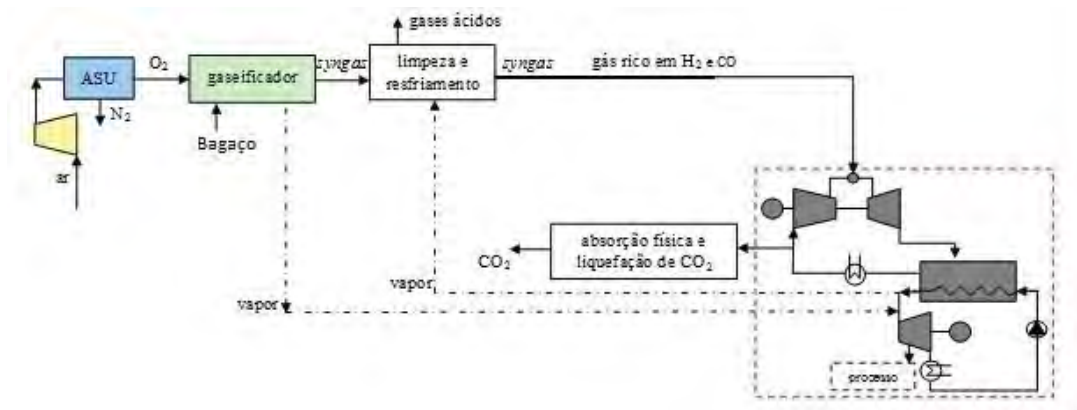 gases ácidos
O2
syngas
limpeza e
resfriamento
syngas
gás rico em H2 e CO
ASU
gaseificador
N2
Bagaço
ar
absorção física e
liquefação de CO2
CO2
vapor
vapor
processo